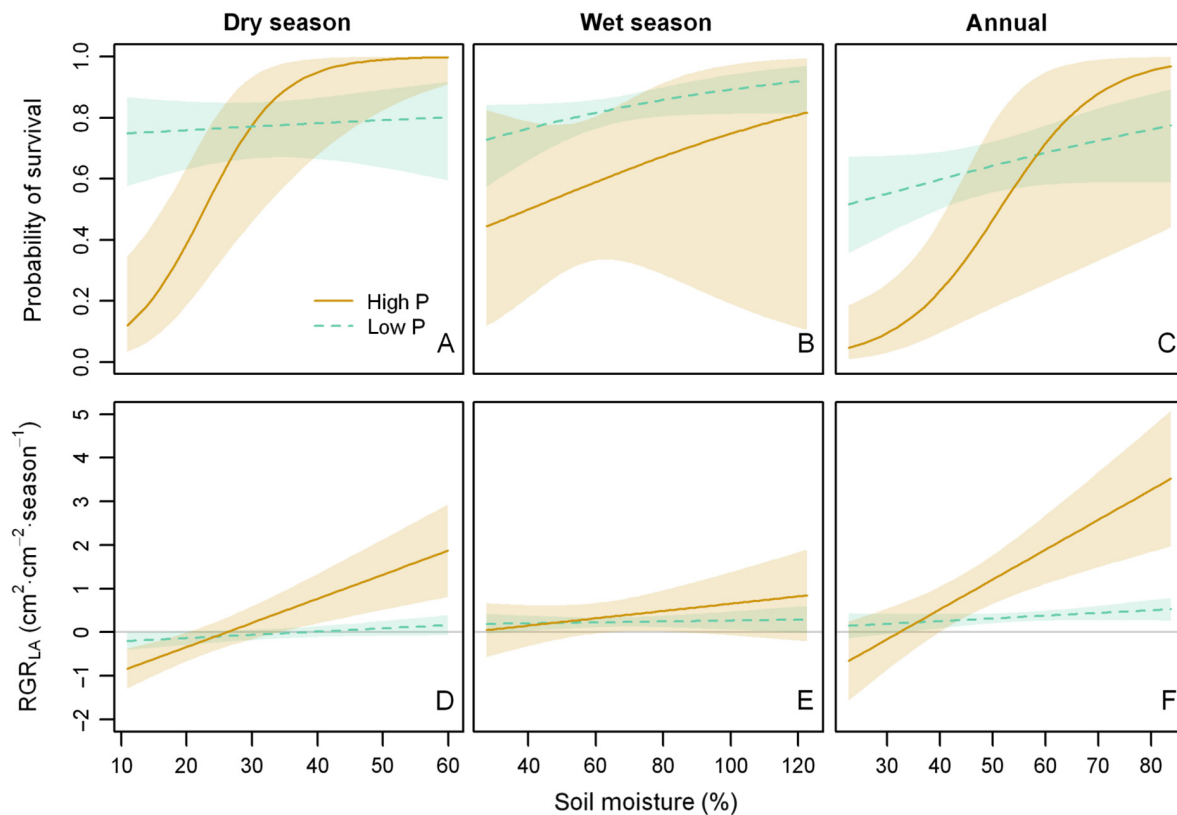 Dry season
Wet season
Annual
Probability of survival
1.0
0.8
0.6
0.4
0.2
0.0
High P
Low P
A
B
C
RGR_LA (cm²·cm⁻²·season⁻¹)
5
4
3
2
1
0
−1
−2
D
E
F
10 20 30 40 50 60
40 60 80 100 120
30 40 50 60 70 80
Soil moisture (%)